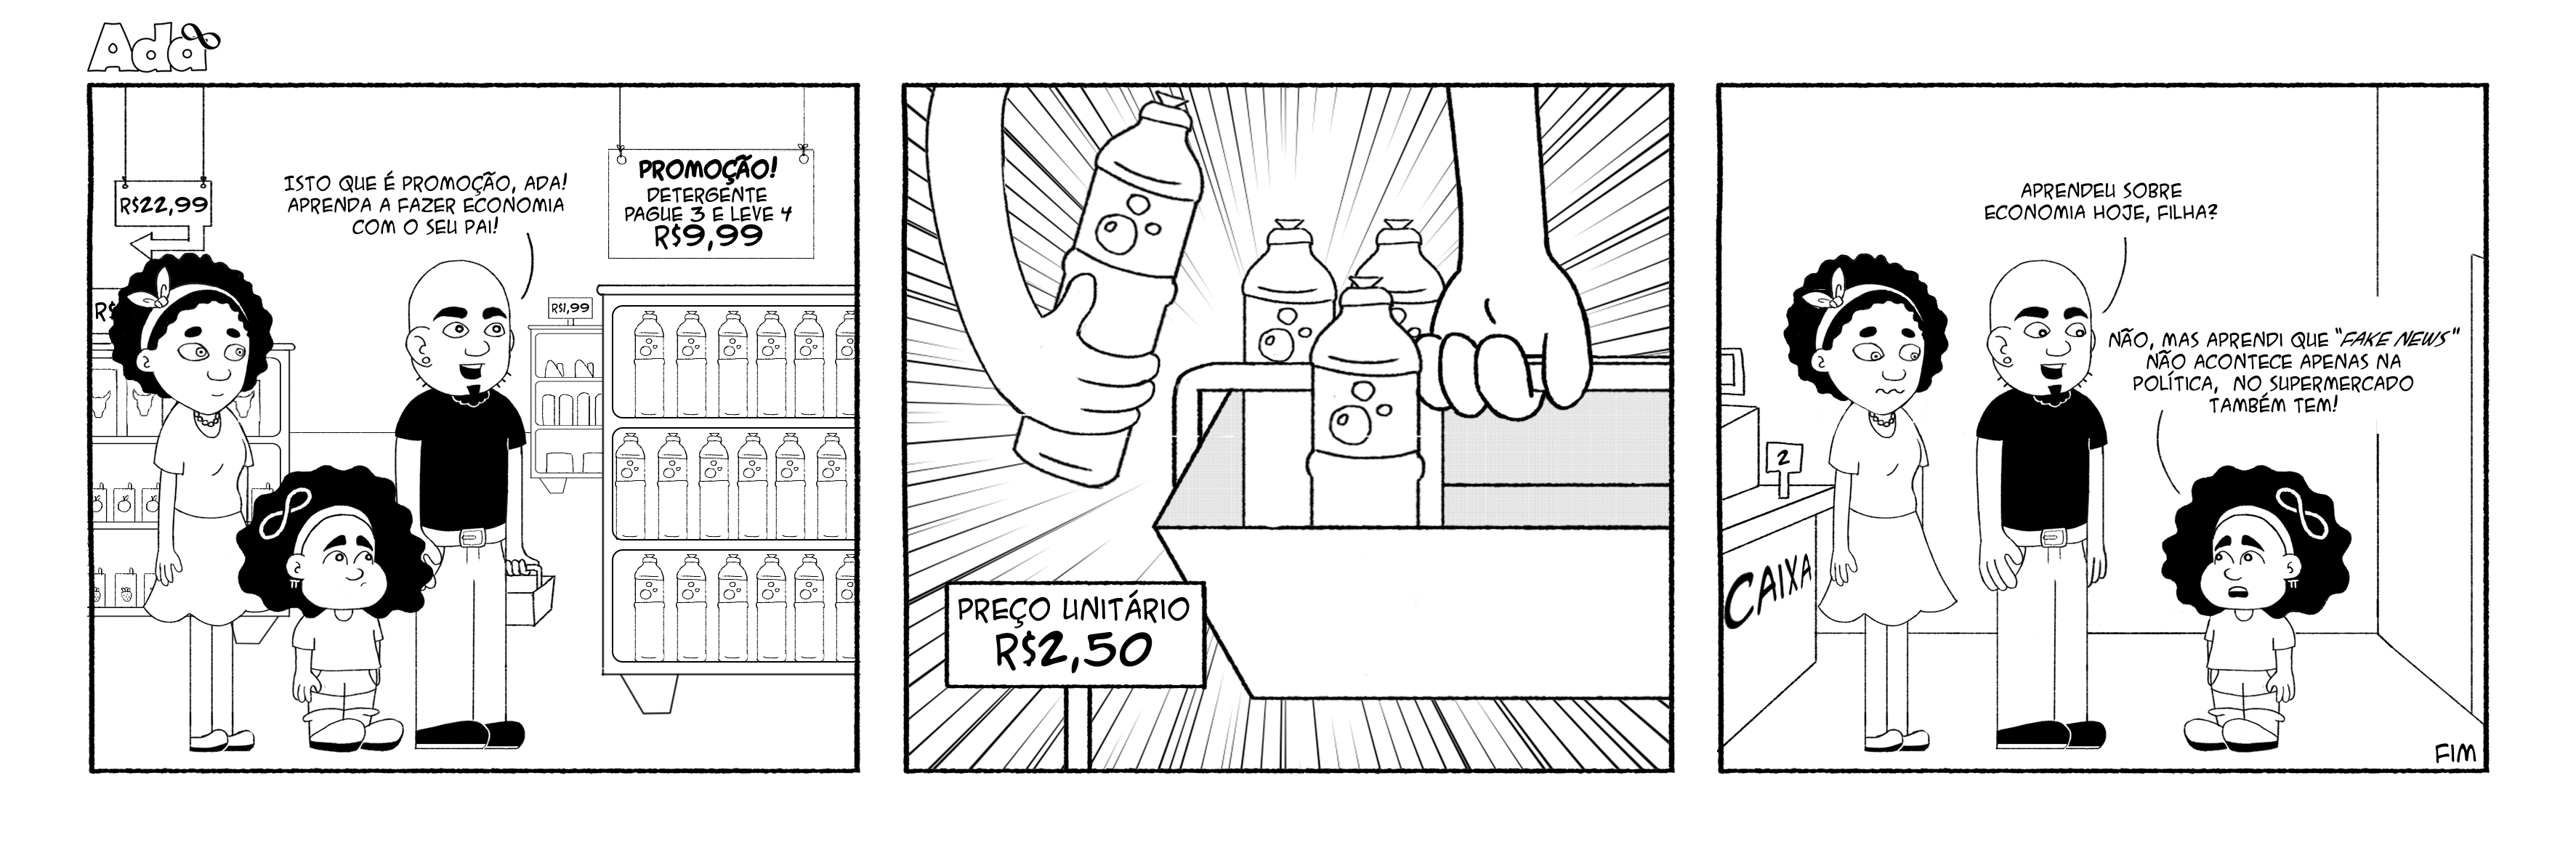 Ada
R$22,99
ISTO QUE É PROMOÇÃO, ADA!
APRENDA A FAZER ECONOMIA
COM O SEU PAI!
PROMOÇÃO!
DETERGENTE
PAGUE 3 E LEVE 4
R$9,99
R$
R$1,99
PREÇO UNITÁRIO
R$2,50
APRENDEU SOBRE
ECONOMIA HOJE, FILHA?
NÃO, MAS APRENDI QUE "FAKE NEWS"
NÃO ACONTECE APENAS NA
POLÍTICA, NO SUPERMERCADO
TAMBÉM TEM!
2
CAIXA
FIM